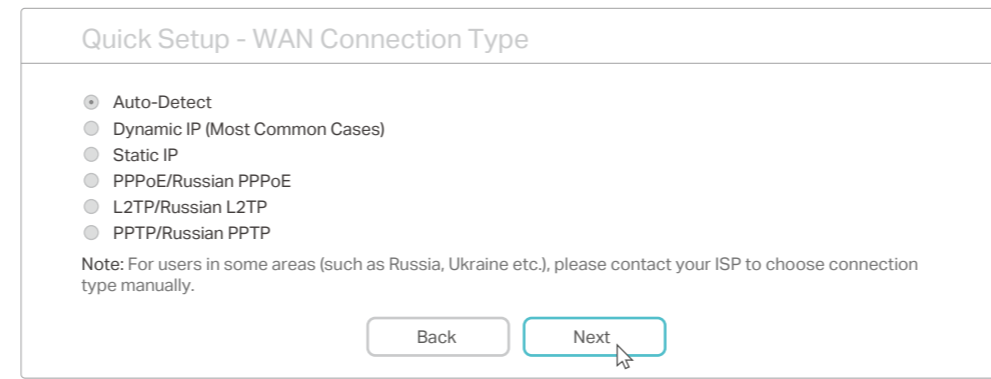 Quick Setup - WAN Connection Type
Auto-Detect
Dynamic IP (Most Common Cases)
Static IP
PPPoE/Russian PPPoE
L2TP/Russian L2TP
PPTP/Russian PPTP
Note: For users in some areas (such as Russia, Ukraine etc.), please contact your ISP to choose connection
type manually.
Back Next